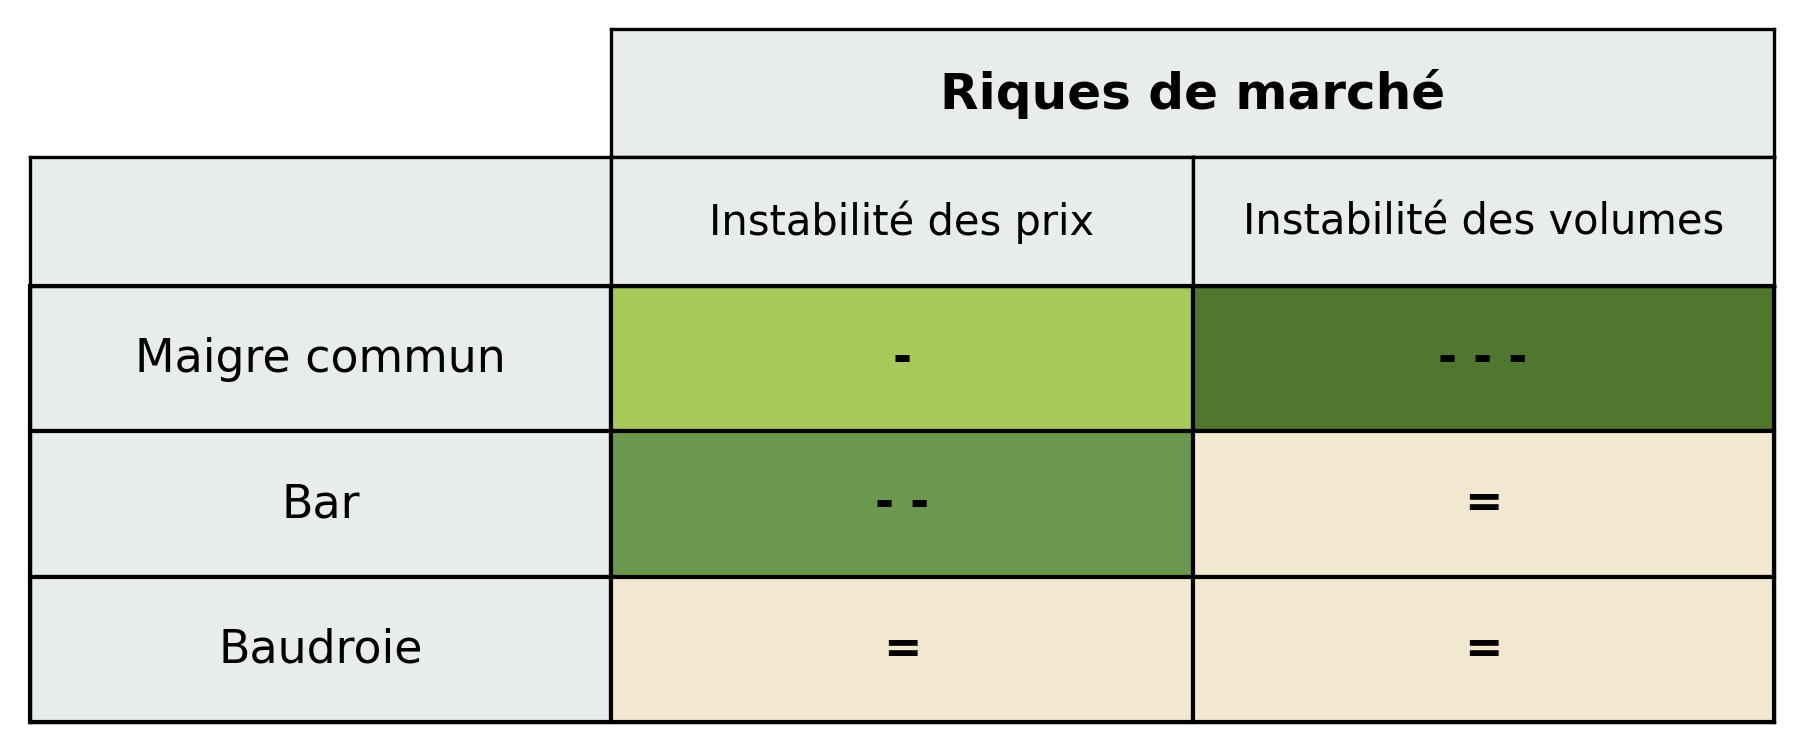 Riques de marché
Instabilité des prix Instabilité des volumes
Maigre commun - - - -
Bar - - =
Baudroie = =